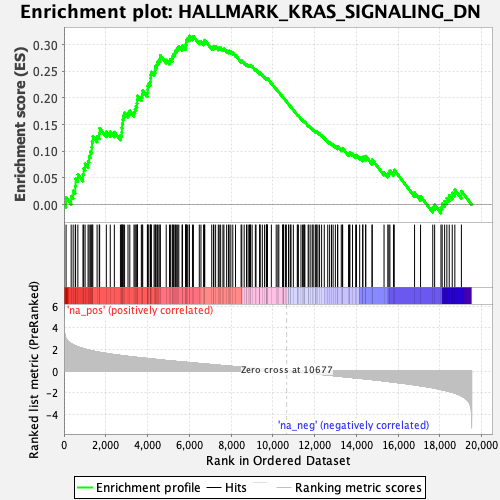 Enrichment plot: HALLMARK_KRAS_SIGNALING_DN
Enrichment score (ES)
0.30
0.25
0.20
0.15
0.10
0.05
0.00
'na_pos' (positively correlated)
Ranked list metric (PreRanked)
6
4
2
0
-2
-4
Zero cross at 10677
'na_neg' (negatively correlated)
0
2,000
4,000
6,000
8,000
10,000
12,000
14,000
16,000
18,000
20,000
Rank in Ordered Dataset
Enrichment profile
Hits
Ranking metric scores